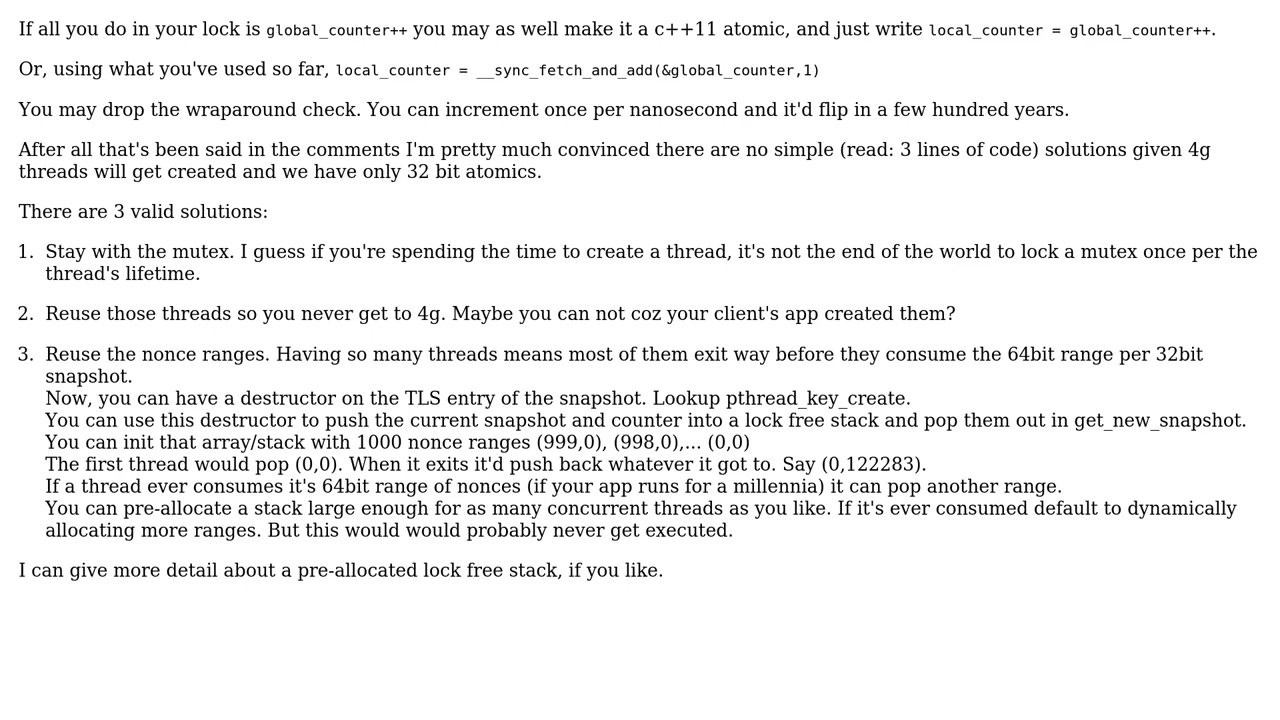 If all you do in your lock is global_counter++ you may as well make it a c++11 atomic, and just write local_counter = global_counter++.
Or, using what you've used so far, local_counter = __sync_fetch_and_add(&global_counter,1)
You may drop the wraparound check. You can increment once per nanosecond and it'd flip in a few hundred years.
After all that's been said in the comments I'm pretty much convinced there are no simple (read: 3 lines of code) solutions given 4g
threads will get created and we have only 32 bit atomics.
There are 3 valid solutions:
1. Stay with the mutex. I guess if you're spending the time to create a thread, it's not the end of the world to lock a mutex once per the
thread's lifetime.
2. Reuse those threads so you never get to 4g. Maybe you can not coz your client's app created them?
3. Reuse the nonce ranges. Having so many threads means most of them exit way before they consume the 64bit range per 32bit
snapshot.
Now, you can have a destructor on the TLS entry of the snapshot. Lookup pthread_key_create.
You can use this destructor to push the current snapshot and counter into a lock free stack and pop them out in get_new_snapshot.
You can init that array/stack with 1000 nonce ranges (999,0), (998,0),... (0,0)
The first thread would pop (0,0). When it exits it'd push back whatever it got to. Say (0,122283).
If a thread ever consumes it's 64bit range of nonces (if your app runs for a millennia) it can pop another range.
You can pre-allocate a stack large enough for as many concurrent threads as you like. If it's ever consumed default to dynamically
allocating more ranges. But this would would probably never get executed.
I can give more detail about a pre-allocated lock free stack, if you like.